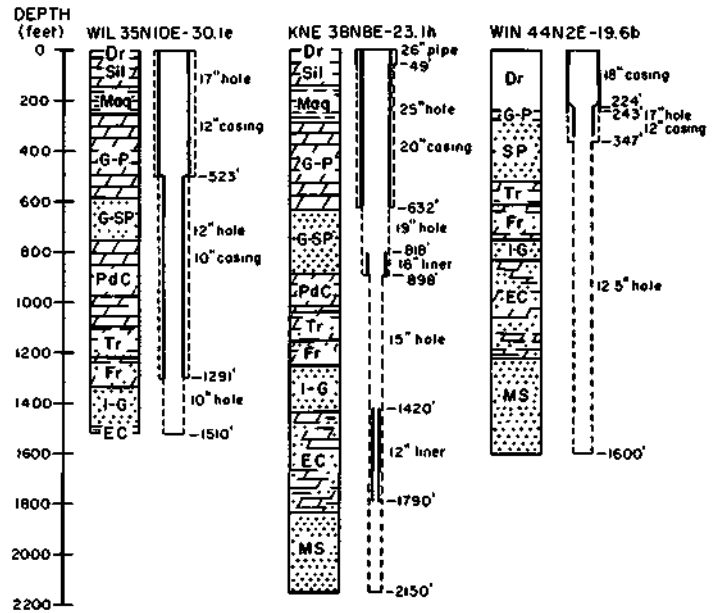 DEPTH
(feet)
0
200
400
600
800
1000
1200
1400
1600
1800
2000
2200
WIL 35N10E-30.1e
Dr
Sil
Maq
G-P
G-SP
PdC
Tr
Fr
I-G
EC
17" hole
12" casing
523'
12" hole
10" casing
1291'
10" hole
1510'
KNE 38N8E-23.1h
Dr
Sil
Maq
G-P
G-SP
PdC
Tr
Fr
I-G
EC
MS
26" pipe
49'
25" hole
20" casing
632'
19" hole
818'
16" liner
898'
15" hole
1420'
12" liner
1790'
2150'
WIN 44N2E-19.6b
Dr
G-P
SP
Tr
Fr
I-G
EC
MS
18" casing
224'
243' 17" hole
12" casing
347'
12.5" hole
1600'